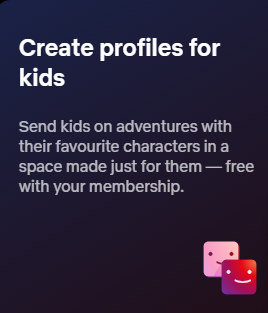 Create profiles for
kids
Send kids on adventures with
their favourite characters in a
space made just for them — free
with your membership.